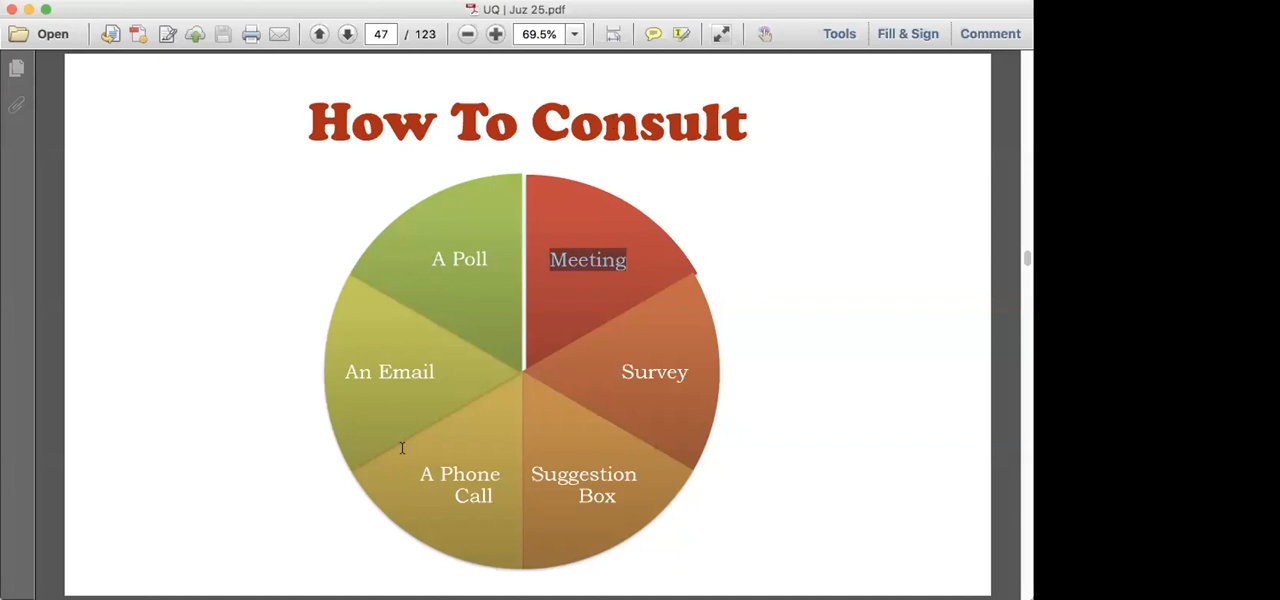 UQ | Juz 25.pdf
Open
47 / 123
69.5%
Tools
Fill & Sign
Comment
How To Consult
A Poll
Meeting
An Email
Survey
A Phone
Call
Suggestion
Box